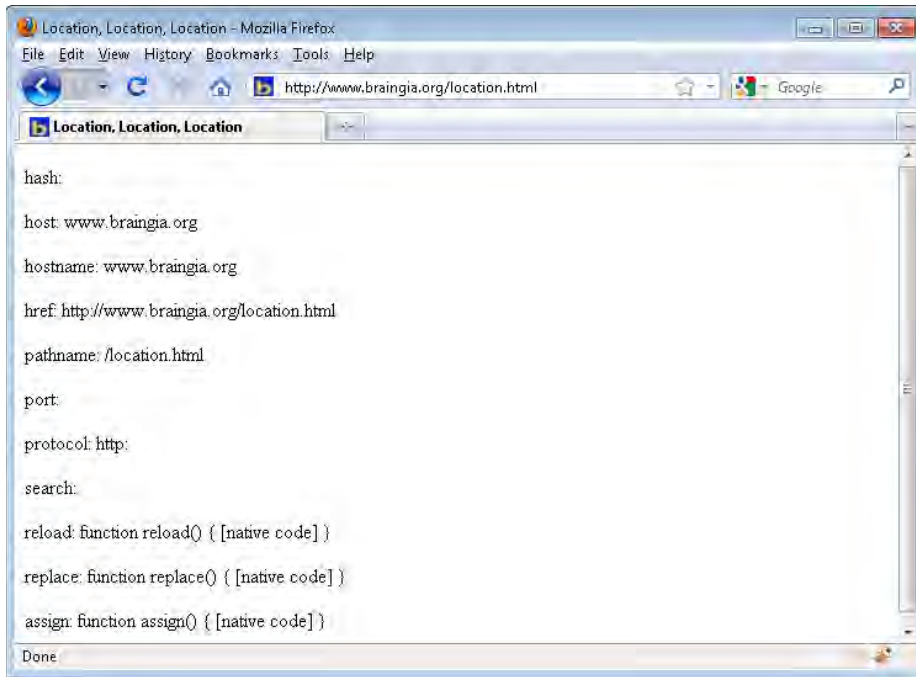 Location, Location, Location - Mozilla Firefox
File Edit View History Bookmarks Tools Help
http://www.braingia.org/location.html
Google
Location, Location, Location
hash:
host: www.braingia.org
hostname: www.braingia.org
href: http://www.braingia.org/location.html
pathname: /location.html
port:
protocol: http:
search:
reload: function reload() { [native code] }
replace: function replace() { [native code] }
assign: function assign() { [native code] }
Done